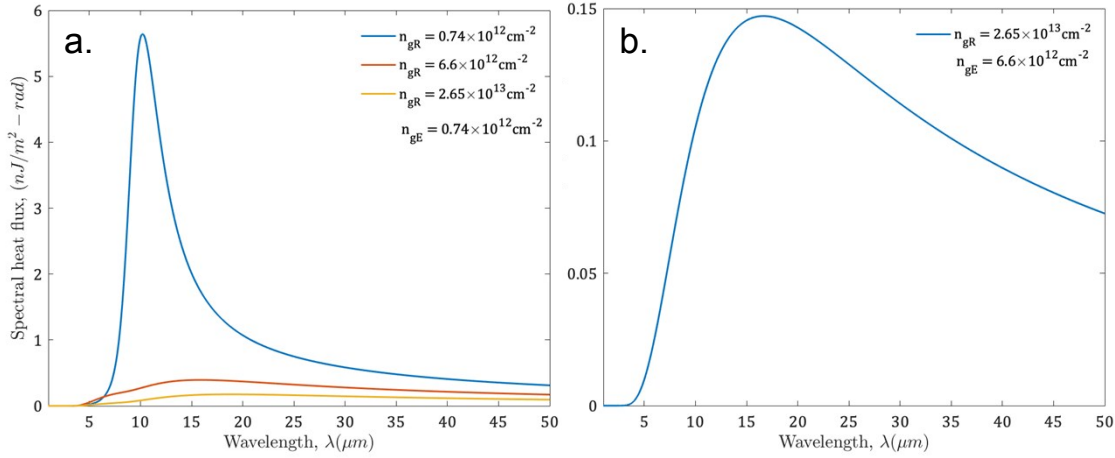 a.
n_gR = 0.74×10^12 cm^-2
n_gR = 6.6×10^12 cm^-2
n_gR = 2.65×10^13 cm^-2
n_gE = 0.74×10^12 cm^-2
Spectral heat flux, (nJ/m^2 − rad)
6
5
4
3
2
1
0
5 10 15 20 25 30 35 40 45 50
Wavelength, λ(μm)
b.
n_gR = 2.65×10^13 cm^-2
n_gE = 6.6×10^12 cm^-2
0.15
0.1
0.05
0
5 10 15 20 25 30 35 40 45 50
Wavelength, λ(μm)